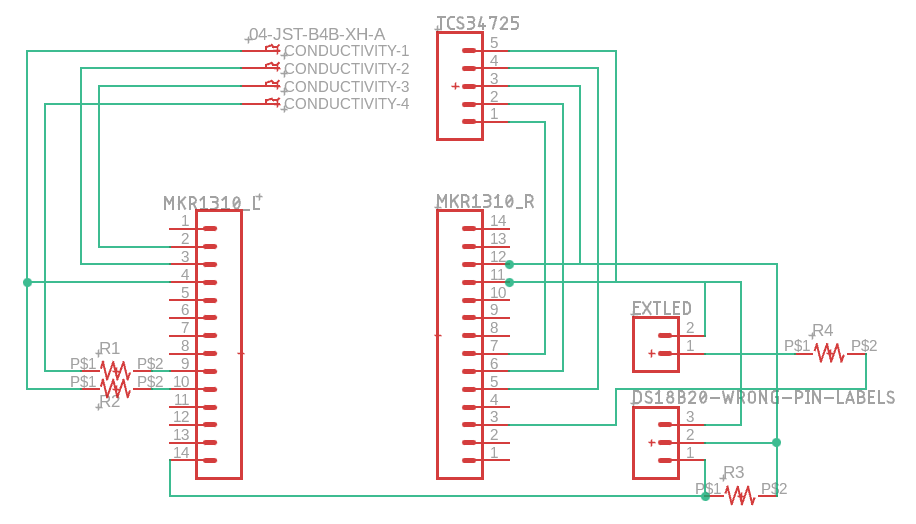 04-JST-B4B-XH-A
CONDUCTIVITY-1
CONDUCTIVITY-2
CONDUCTIVITY-3
CONDUCTIVITY-4
TCS34725
5
4
3
2
1
MKR1310_L
1
2
3
4
5
6
7
8
9
10
11
12
13
14
R1
P$1 P$2
P$1 P$2
R2
MKR1310_R
14
13
12
11
10
9
8
7
6
5
4
3
2
1
EXTLED
2
1
R4
P$1 P$2
DS18B20-WRONG-PIN-LABELS
3
2
1
R3
P$1 P$2